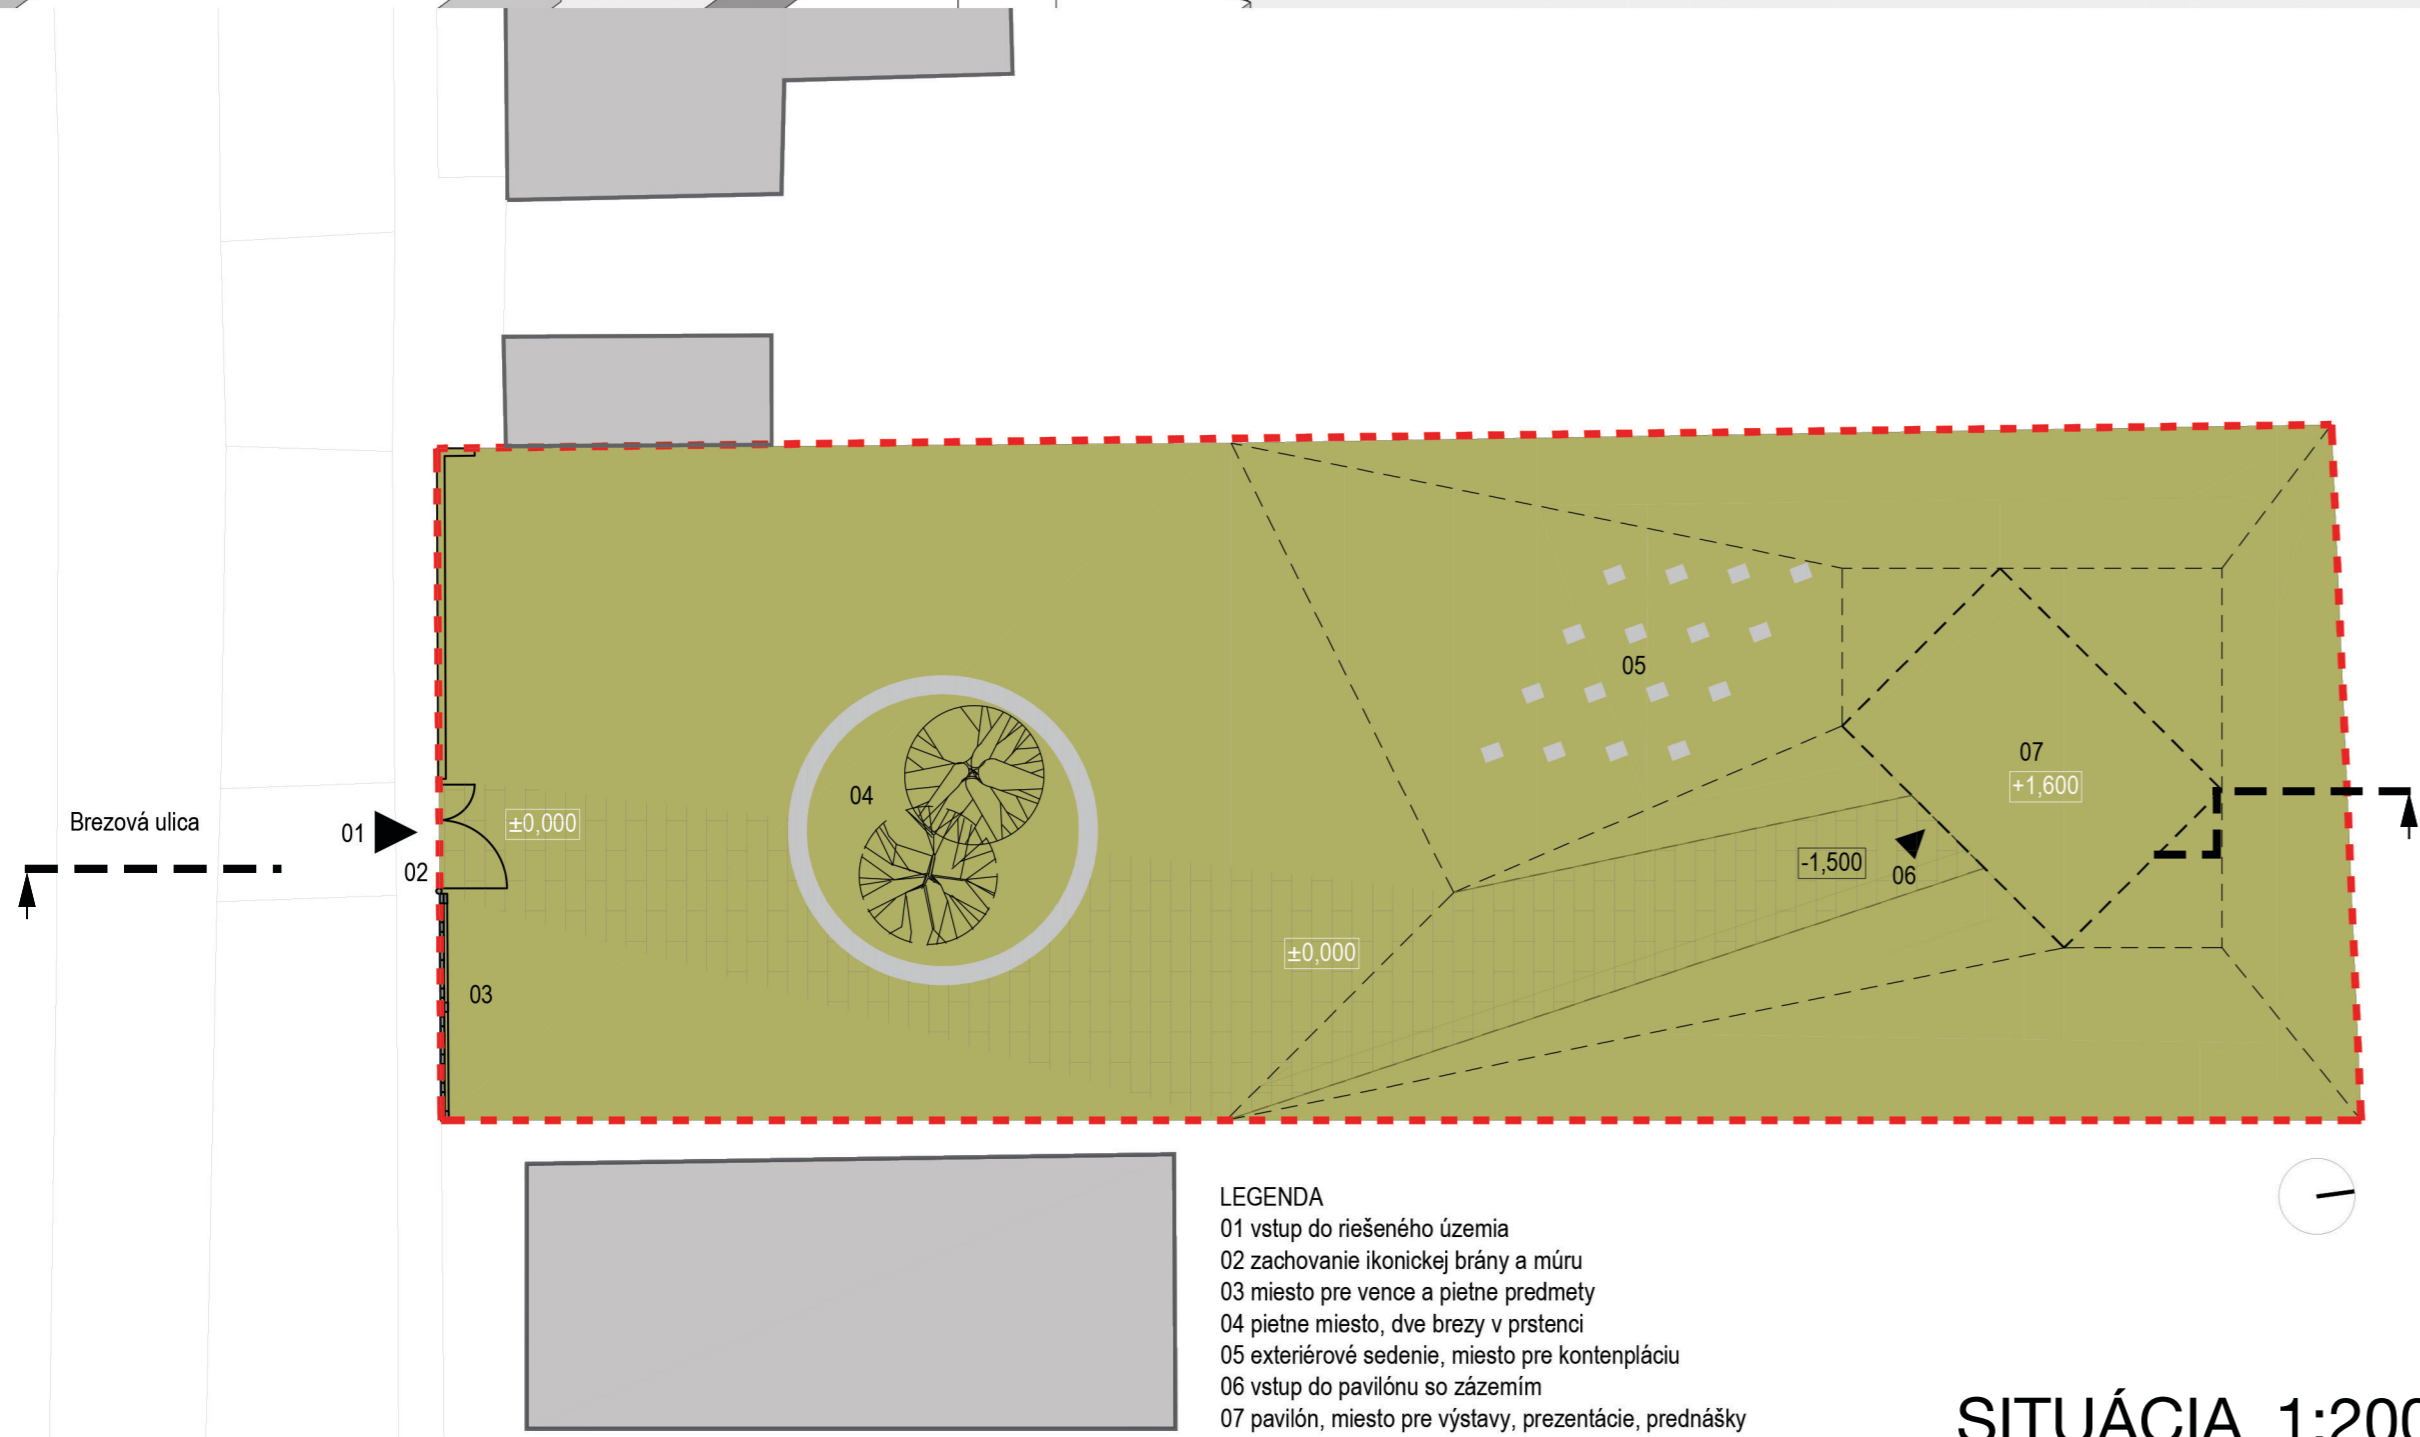 05
07
+1,600
04
Brezová ulica
01
±0,000
02
-1,500
06
±0,000
03
LEGENDA
01 vstup do riešeného územia
02 zachovanie ikonickej brány a múru
03 miesto pre vence a pietne predmety
04 pietne miesto, dve brezy v prstenci
05 exteriérové sedenie, miesto pre kontenpláciu
06 vstup do pavilónu so zázemím
07 pavilón, miesto pre výstavy, prezentácie, prednášky
SITUÁCIA 1:200